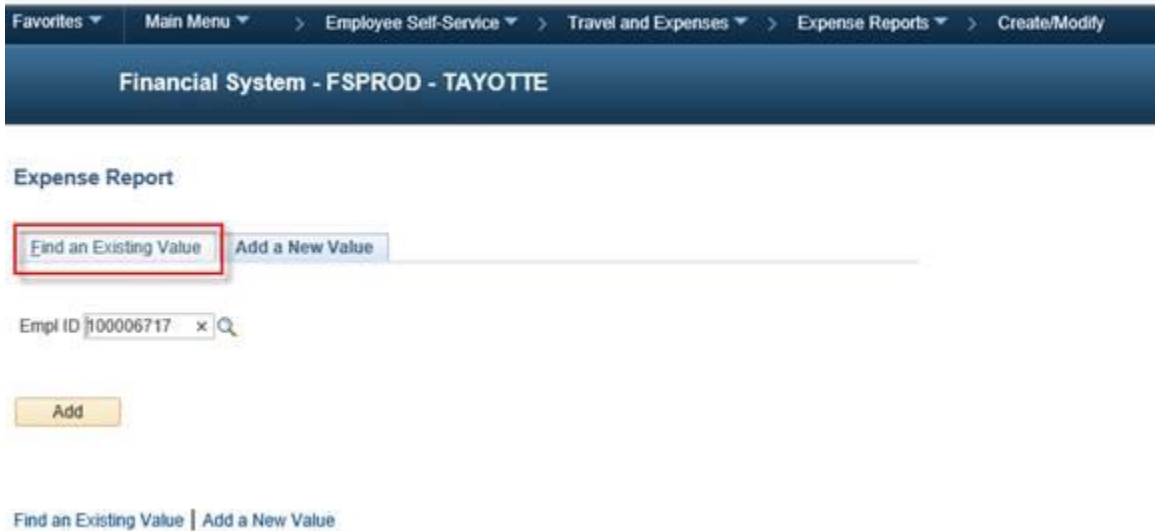 Favorites Main Menu > Employee Self-Service > Travel and Expenses > Expense Reports > Create/Modify
Financial System - FSPROD - TAYOTTE
Expense Report
Find an Existing Value Add a New Value
Empl ID 100006717 ×
Add
Find an Existing Value | Add a New Value